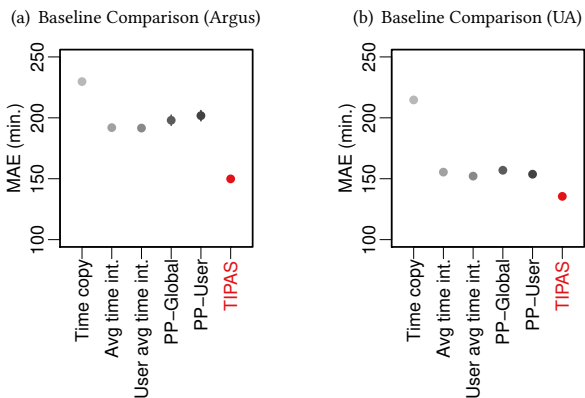 (a) Baseline Comparison (Argus)
250
200
150
100
MAE (min.)
Time copy
Avg time int.
User avg time int.
PP−Global
PP−User
TIPAS
(b) Baseline Comparison (UA)
250
200
150
100
MAE (min.)
Time copy
Avg time int.
User avg time int.
PP−Global
PP−User
TIPAS